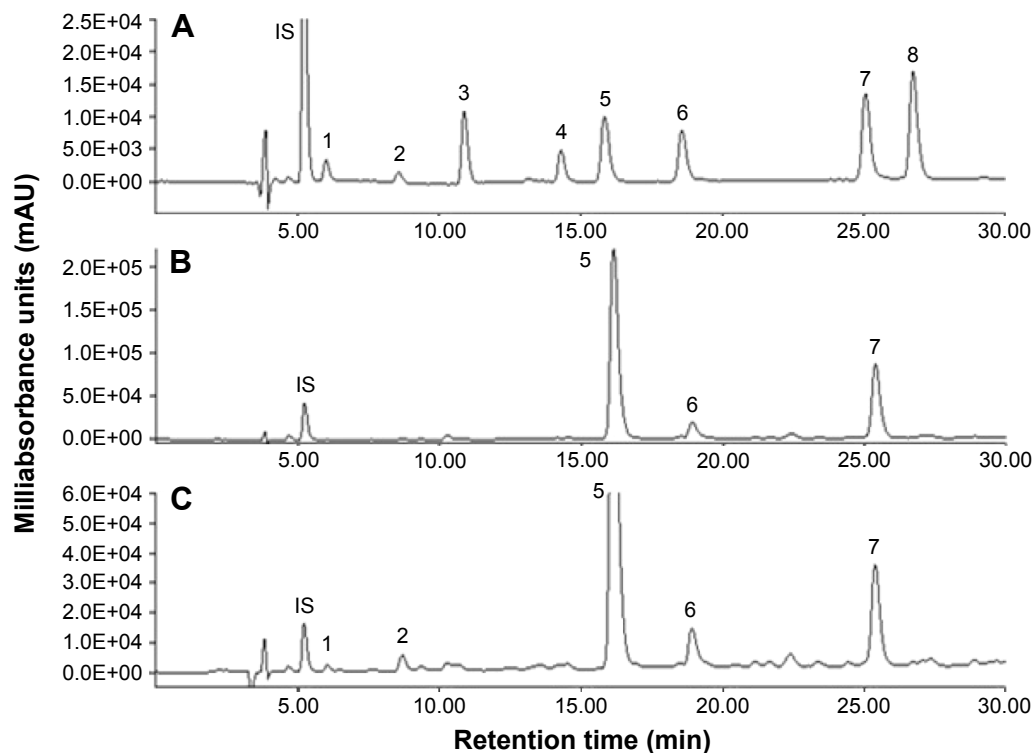 Milliabsorbance units (mAU)
A
2.5E+04
2.0E+04
1.5E+04
1.0E+04
5.0E+03
0.0E+00
IS
1
2
3
4
5
6
7
8
5.00 10.00 15.00 20.00 25.00 30.00
B
2.0E+05
1.5E+05
1.0E+05
5.0E+04
0.0E+00
IS
5
6
7
5.00 10.00 15.00 20.00 25.00 30.00
C
6.0E+04
5.0E+04
4.0E+04
3.0E+04
2.0E+04
1.0E+04
0.0E+00
IS
1
2
5
6
7
5.00 10.00 15.00 20.00 25.00 30.00
Retention time (min)